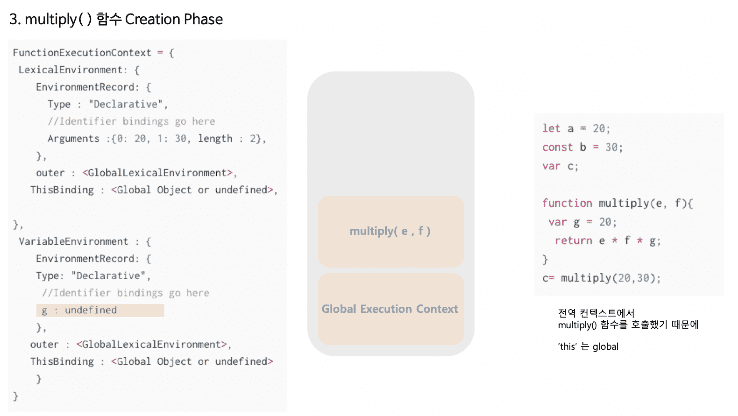 3. multiply( ) 함수 Creation Phase
FunctionExecutionContext = {
LexicalEnvironment: {
EnvironmentRecord: {
Type : "Declarative",
//Identifier bindings go here
Arguments :{0: 20, 1: 30, length : 2},
},
outer : <GlobalLexicalEnvironment>,
ThisBinding : <Global Object or undefined>,
},
VariableEnvironment : {
EnvironmentRecord: {
Type: "Declarative",
//Identifier bindings go here
g : undefined
},
outer : <GlobalLexicalEnvironment>,
ThisBinding : <Global Object or undefined>
}
}
multiply( e , f )
Global Execution Context
let a = 20;
const b = 30;
var c;
function multiply(e, f){
var g = 20;
return e * f * g;
}
c= multiply(20,30);
전역 컨텍스트에서
multiply() 함수를 호출했기 때문에
'this' 는 global